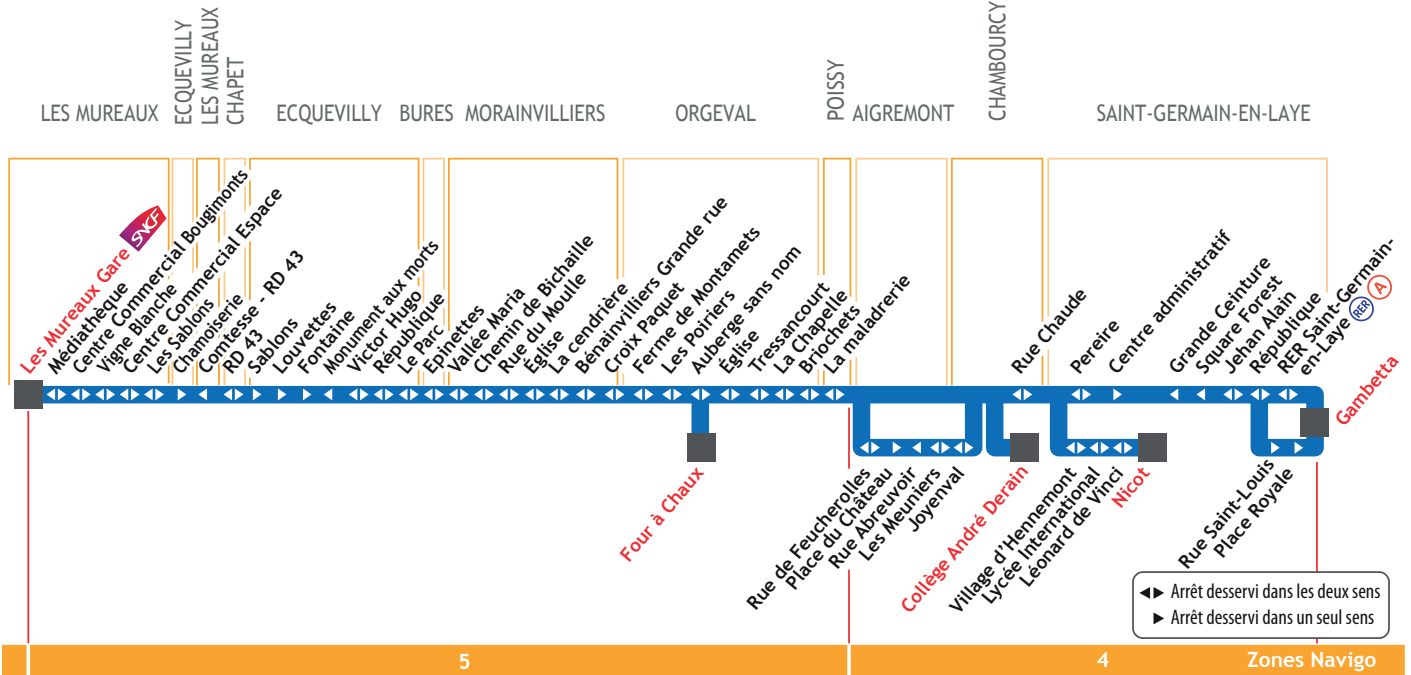 LES MUREAUX
ECQUEVILLY
LES MUREAUX
CHAPET
ECQUEVILLY
BURES
MORAINVILLIERS
ORGEVAL
POISSY
AIGREMONT
CHAMBOURCY
SAINT-GERMAIN-EN-LAYE
Les Mureaux Gare SNCF
Médiathèque
Centre Commercial Bougimonts
Vigne Blanche
Centre Commercial Espace
Les Sablons
Chamoiserie
Comtesse - RD 43
RD 43
Sablons
Louvettes
Fontaine
Monument aux morts
Victor Hugo
République
Le Parc
Epinettes
Vallée Maria
Chemin de Bichaille
Rue du Moulle
Église
La cendrière
Bénainvilliers Grande rue
Croix Paquet
Ferme de Montamets
Les Poiriers
Auberge sans nom
Église
Tressancourt
La Chapelle
Briochets
La maladrerie
Rue Chaude
Pereire
Centre administratif
Grande Ceinture
Square Forest
Jehan Alain
République
RER Saint-Germain-
en-Laye RER A
Gambetta
Four à Chaux
Rue de Feucherolles
Place du Château
Rue Abreuvoir
Les Meuniers
Joyenval
Collège André Derain
Village d'Hennemont
Lycée International
Léonard de Vinci
Nicot
Rue Saint-Louis
Place Royale
◄► Arrêt desservi dans les deux sens
► Arrêt desservi dans un seul sens
5
4
Zones Navigo